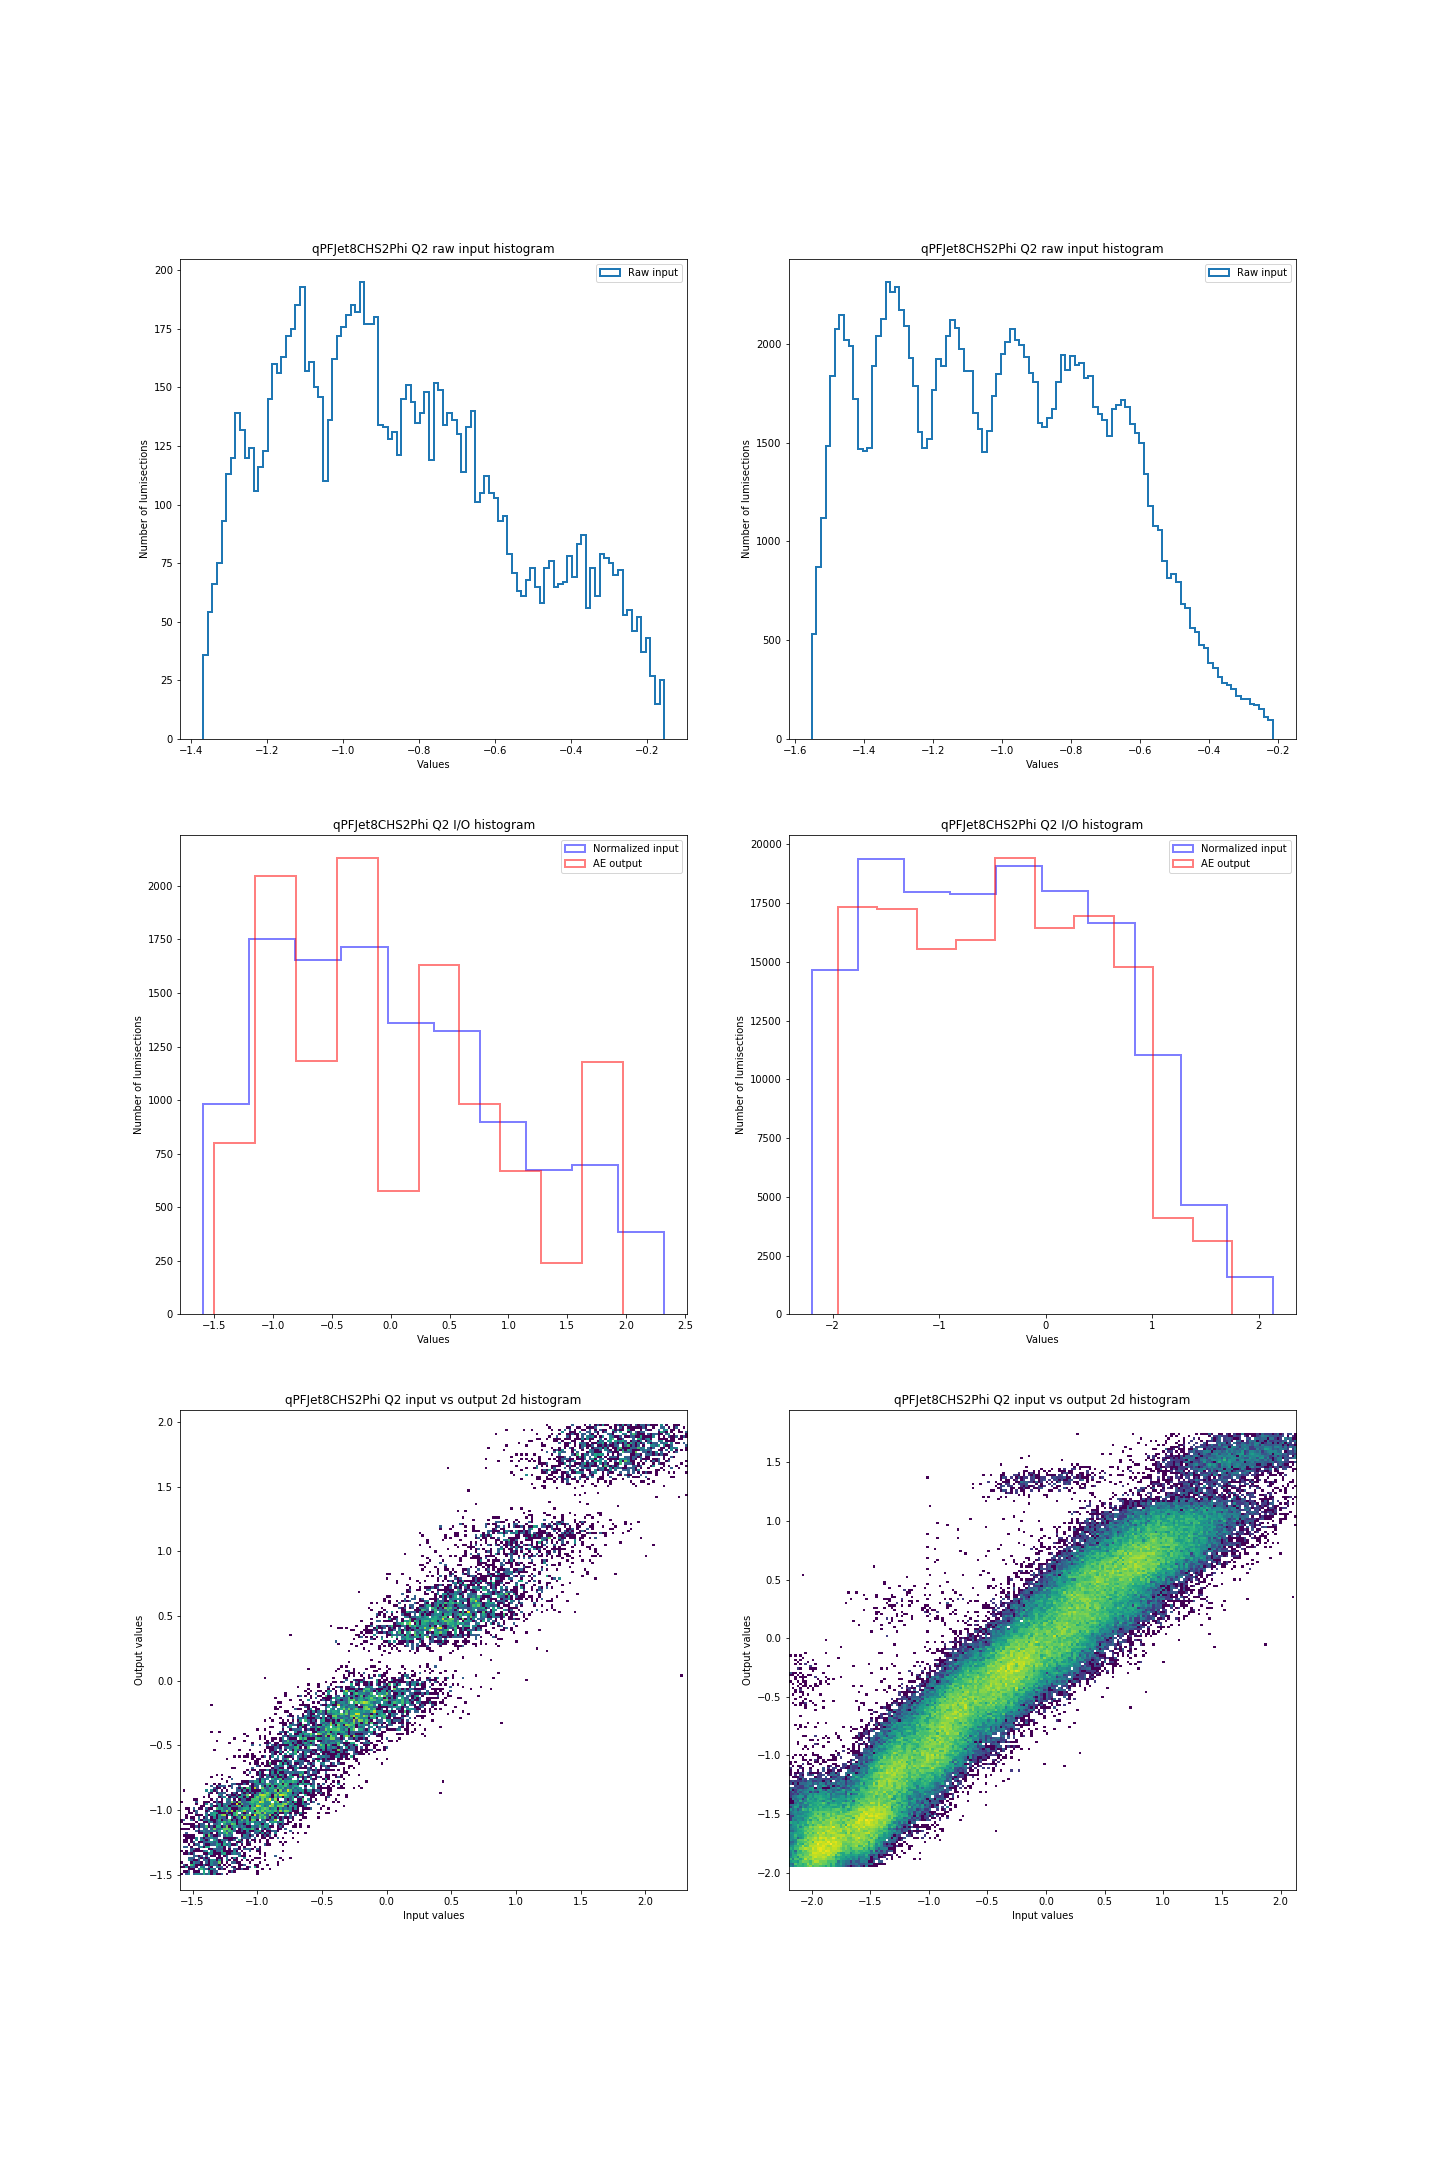 qPFJet8CHS2Phi Q2 raw input histogram
Raw input
Number of lumisections
200
175
150
125
100
75
50
25
0
−1.4 −1.2 −1.0 −0.8 −0.6 −0.4 −0.2
Values
qPFJet8CHS2Phi Q2 raw input histogram
Raw input
Number of lumisections
2000
1500
1000
500
0
−1.6 −1.4 −1.2 −1.0 −0.8 −0.6 −0.4 −0.2
Values
qPFJet8CHS2Phi Q2 I/O histogram
Normalized input
AE output
Number of lumisections
2000
1750
1500
1250
1000
750
500
250
0
−1.5 −1.0 −0.5 0.0 0.5 1.0 1.5 2.0 2.5
Values
qPFJet8CHS2Phi Q2 I/O histogram
Normalized input
AE output
Number of lumisections
20000
17500
15000
12500
10000
7500
5000
2500
0
−2 −1 0 1 2
Values
qPFJet8CHS2Phi Q2 input vs output 2d histogram
Output values
2.0
1.5
1.0
0.5
0.0
−0.5
−1.0
−1.5
−1.5 −1.0 −0.5 0.0 0.5 1.0 1.5 2.0
Input values
qPFJet8CHS2Phi Q2 input vs output 2d histogram
Output values
1.5
1.0
0.5
0.0
−0.5
−1.0
−1.5
−2.0
−2.0 −1.5 −1.0 −0.5 0.0 0.5 1.0 1.5 2.0
Input values